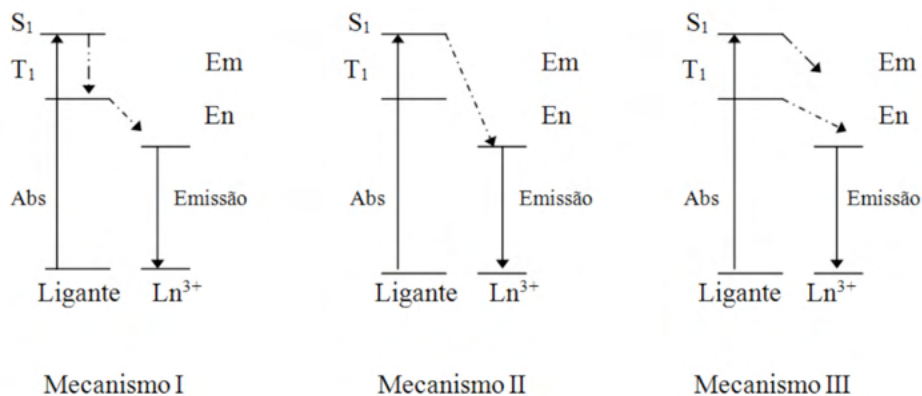 S₁ S₁ S₁
T₁ Em T₁ Em T₁ Em
En En En
Abs Emissão Abs Emissão Abs Emissão
Ligante Ln³⁺ Ligante Ln³⁺ Ligante Ln³⁺
Mecanismo I Mecanismo II Mecanismo III